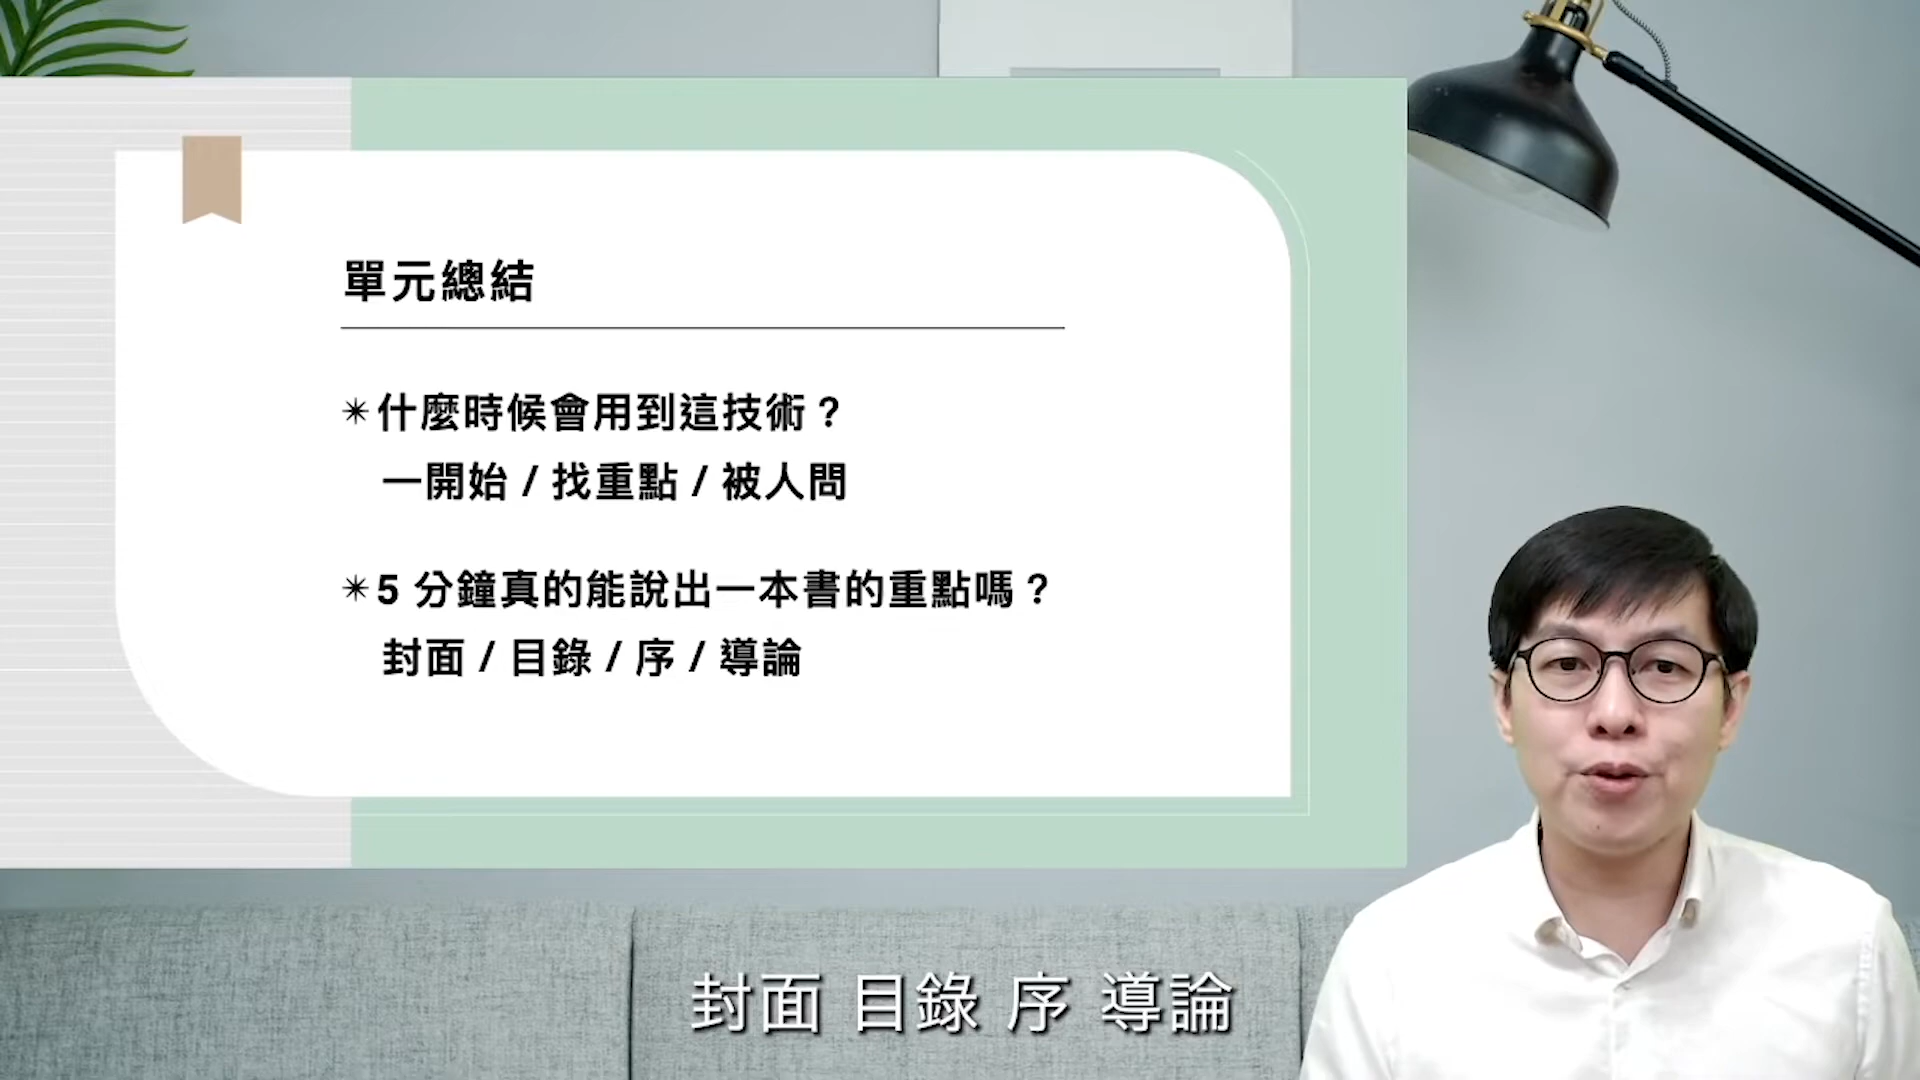 單元總結
✴什麼時候會用到這技術？
一開始 / 找重點 / 被人問
✴5 分鐘真的能說出一本書的重點嗎？
封面 / 目錄 / 序 / 導論
封面 目錄 序 導論